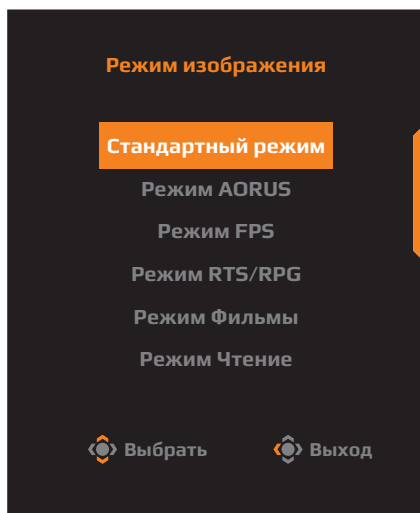 Режим изображения
Стандартный режим
Режим AORUS
Режим FPS
Режим RTS/RPG
Режим Фильмы
Режим Чтение
Выбрать Выход